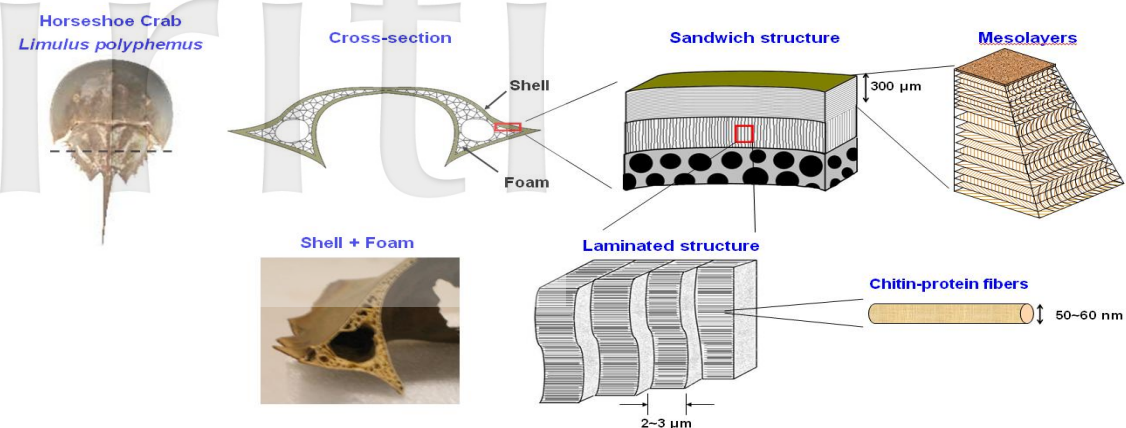 Horseshoe Crab
Limulus polyphemus
Cross-section
Sandwich structure
Mesolayers
Shell
300 µm
Foam
Shell + Foam
Laminated structure
Chitin-protein fibers
50~60 nm
2~3 µm